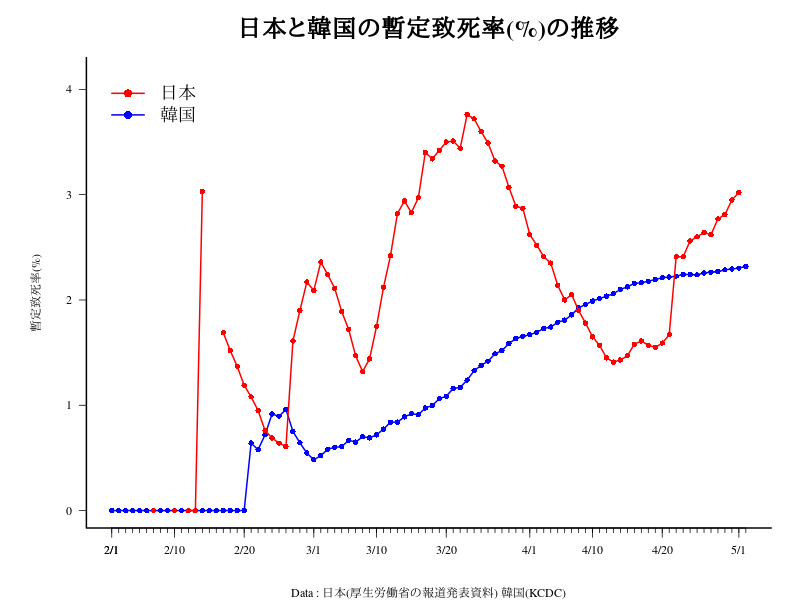 日本と韓国の暫定致死率(%)の推移
日本
韓国
4
3
2
1
0
暫定致死率(%)
2/1 2/10 2/20 3/1 3/10 3/20 4/1 4/10 4/20 5/1
Data : 日本(厚生労働省の報道発表資料) 韓国(KCDC)